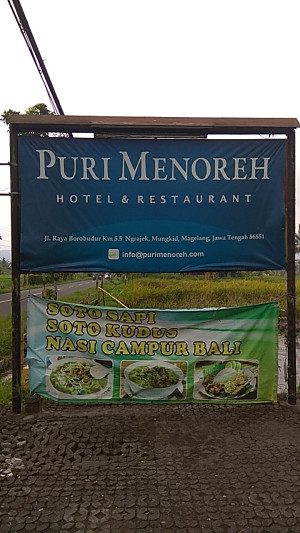 PURI MENOREH
HOTEL & RESTAURANT
Jl. Raya Borobudur Km 5.5 Ngrajek, Mungkid, Magelang, Jawa Tengah 56551
info@purimenoreh.com
SOTO SAPI
SOTO KUDUS
NASI CAMPUR BALI